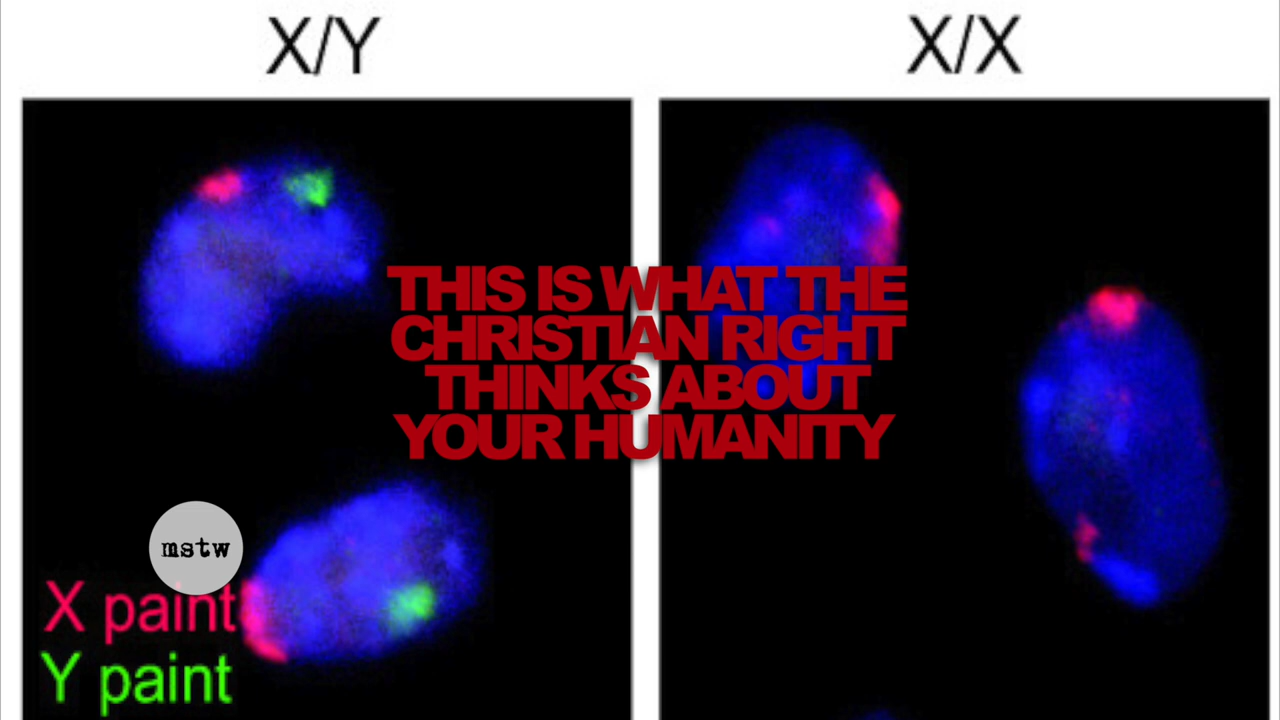 X/Y
X/X
THIS IS WHAT THE
CHRISTIAN RIGHT
THINKS ABOUT
YOUR HUMANITY
mstw
X paint
Y paint